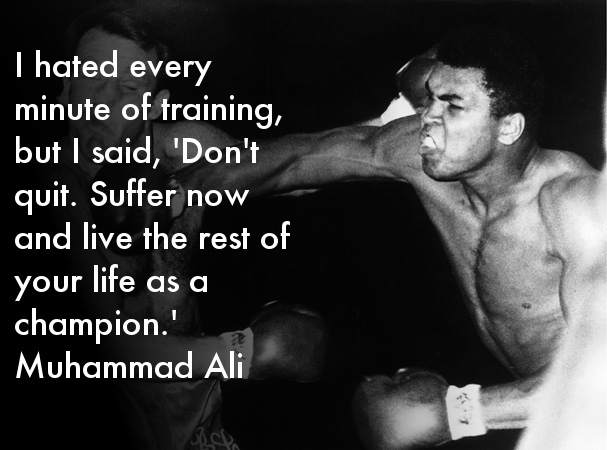 I hated every
minute of training,
but I said, 'Don't
quit. Suffer now
and live the rest of
your life as a
champion.'
Muhammad Ali